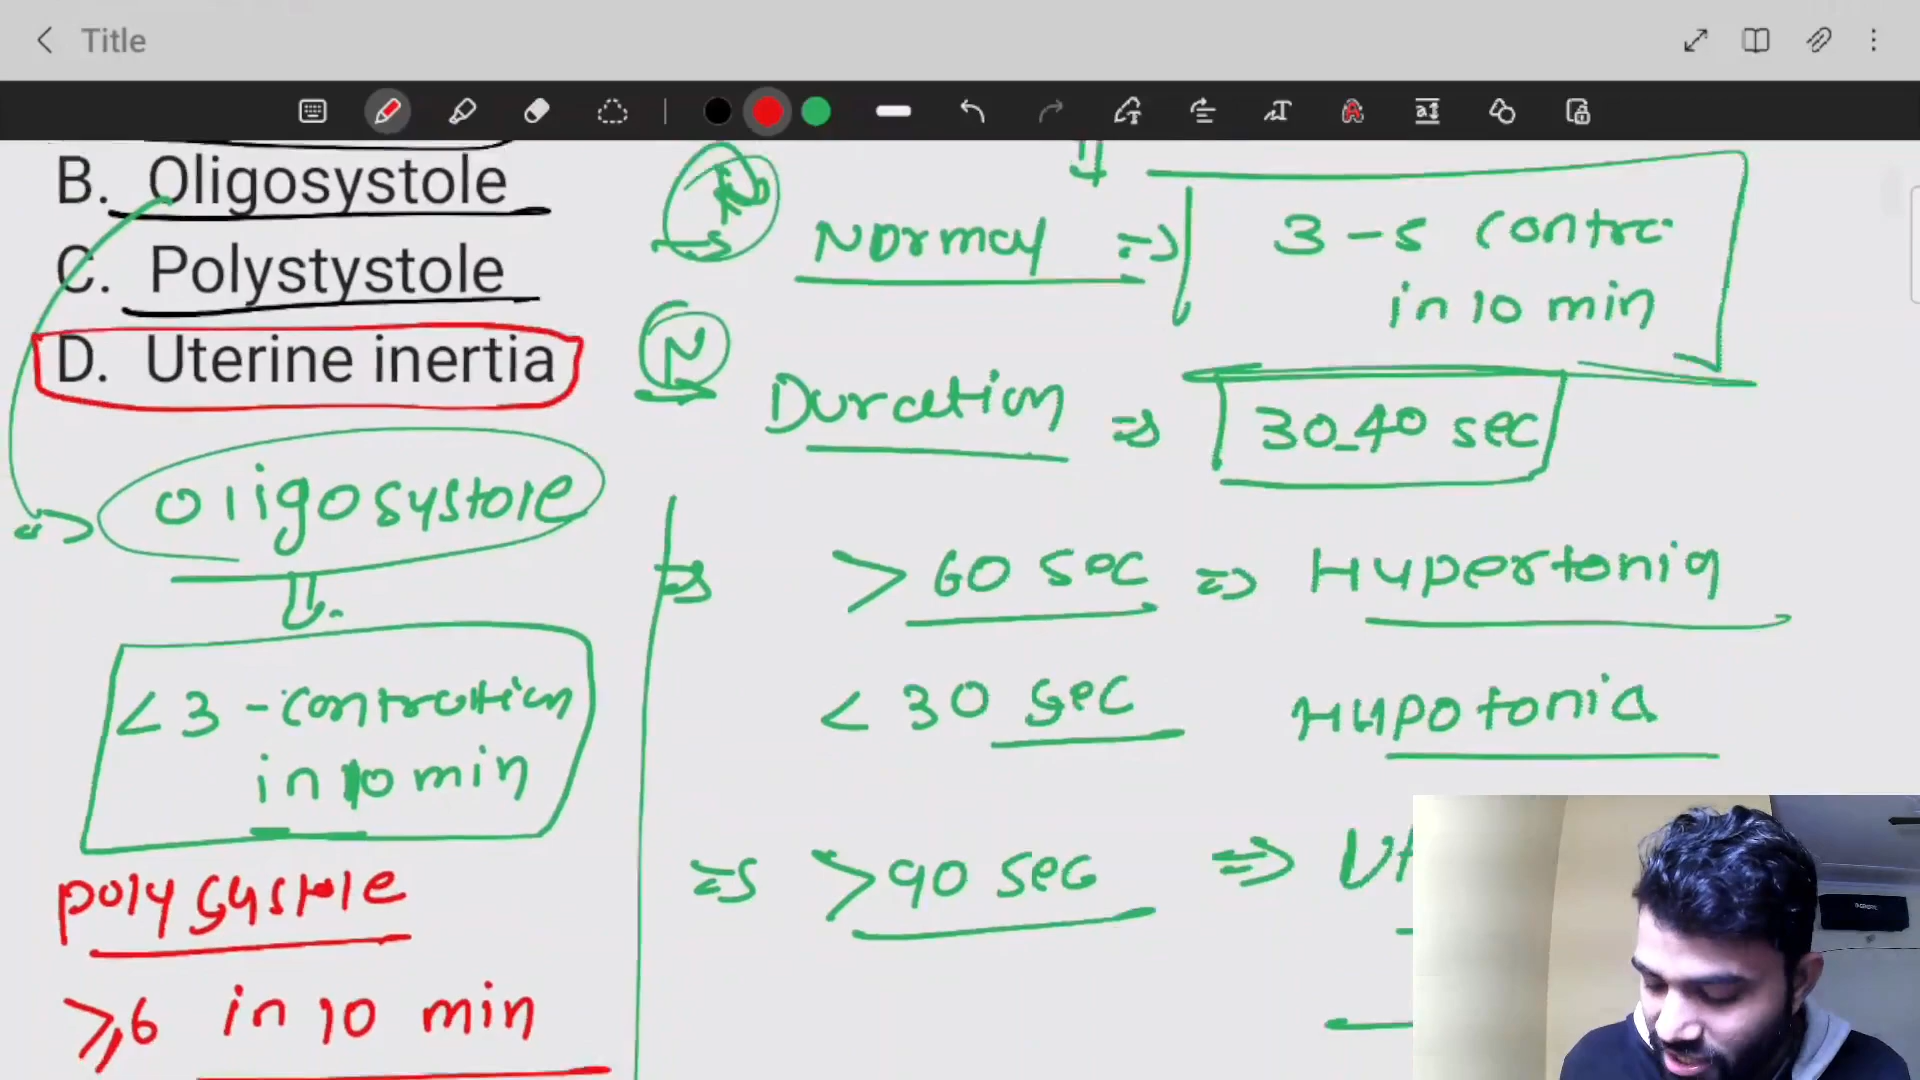 Title
B. Oligosystole
C. Polystystole
D. Uterine inertia
oligosystole
<3 - contraction
in 10 min
polysystole
⩾6 in 10 min
N
Normal ⇒ 3-5 contrc.
in 10 min
N
Duration ⇒ 30-40 sec
⇒ >60 sec ⇒ Hypertonia
<30 sec Hypotonia
⇒ >90 sec ⇒